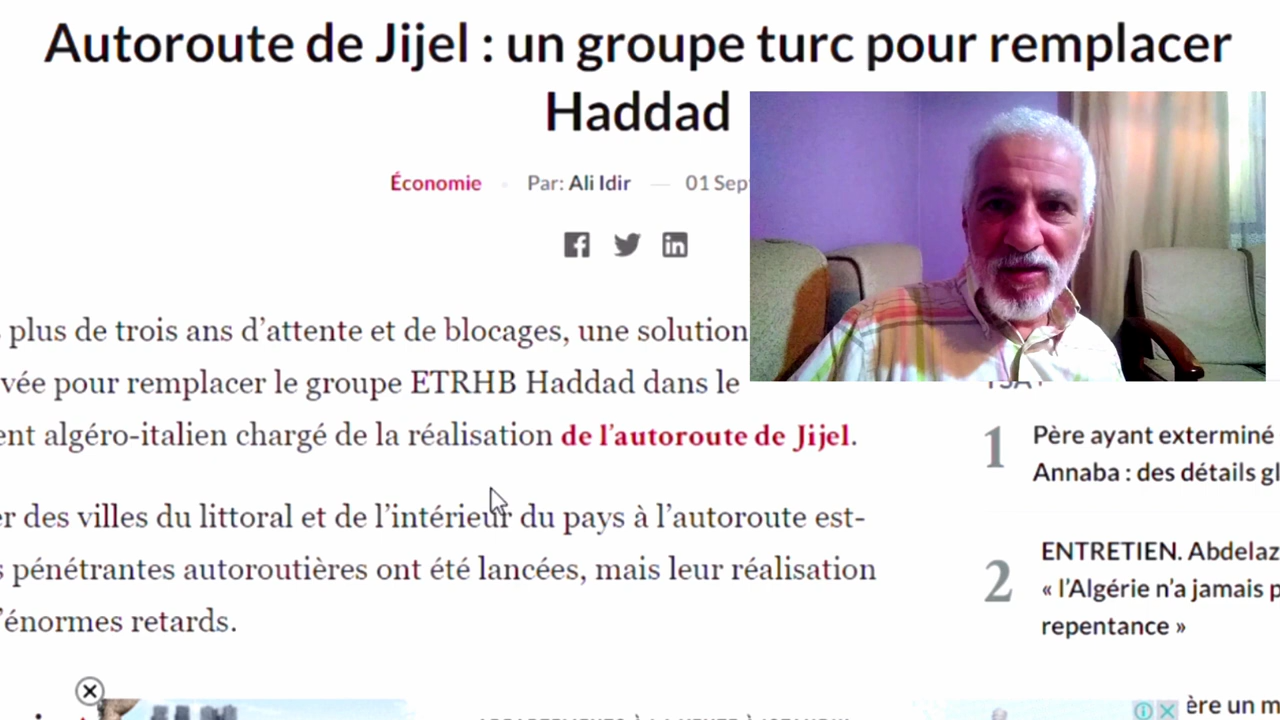 Autoroute de Jijel : un groupe turc pour remplacer
Haddad
Économie Par: Ali Idir — 01 Sep
plus de trois ans d'attente et de blocages, une solution
vée pour remplacer le groupe ETRHB Haddad dans le
ent algéro-italien chargé de la réalisation de l'autoroute de Jijel.
er des villes du littoral et de l'intérieur du pays à l'autoroute est-
s pénétrantes autoroutières ont été lancées, mais leur réalisation
'énormes retards.
1 Père ayant exterminé
Annaba : des détails gl
2 ENTRETIEN. Abdelaz
« l'Algérie n'a jamais p
repentance »
ère un m